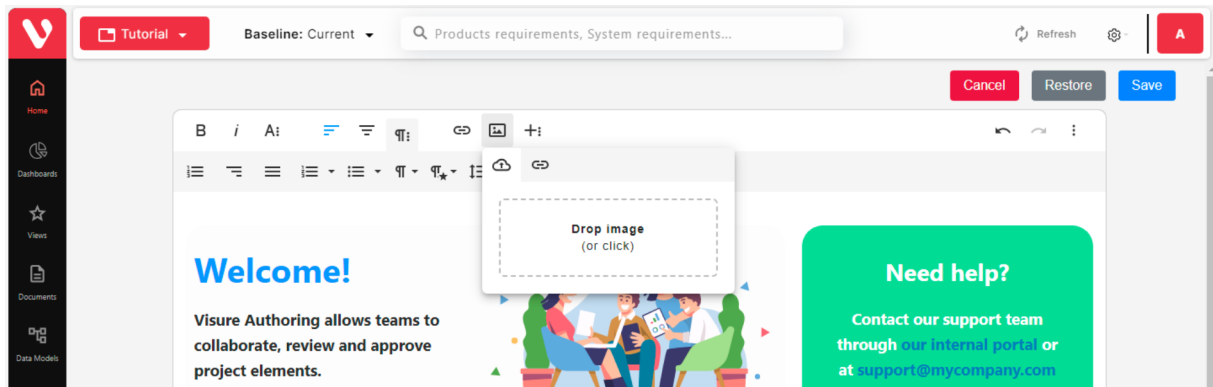 Tutorial
Baseline: Current
Products requirements, System requirements...
Refresh
A
Home
Dashboards
Views
Documents
Data Models
Cancel
Restore
Save
B i A
Drop image
(or click)
Welcome!
Visure Authoring allows teams to
collaborate, review and approve
project elements.
Need help?
Contact our support team
through our internal portal or
at support@mycompany.com